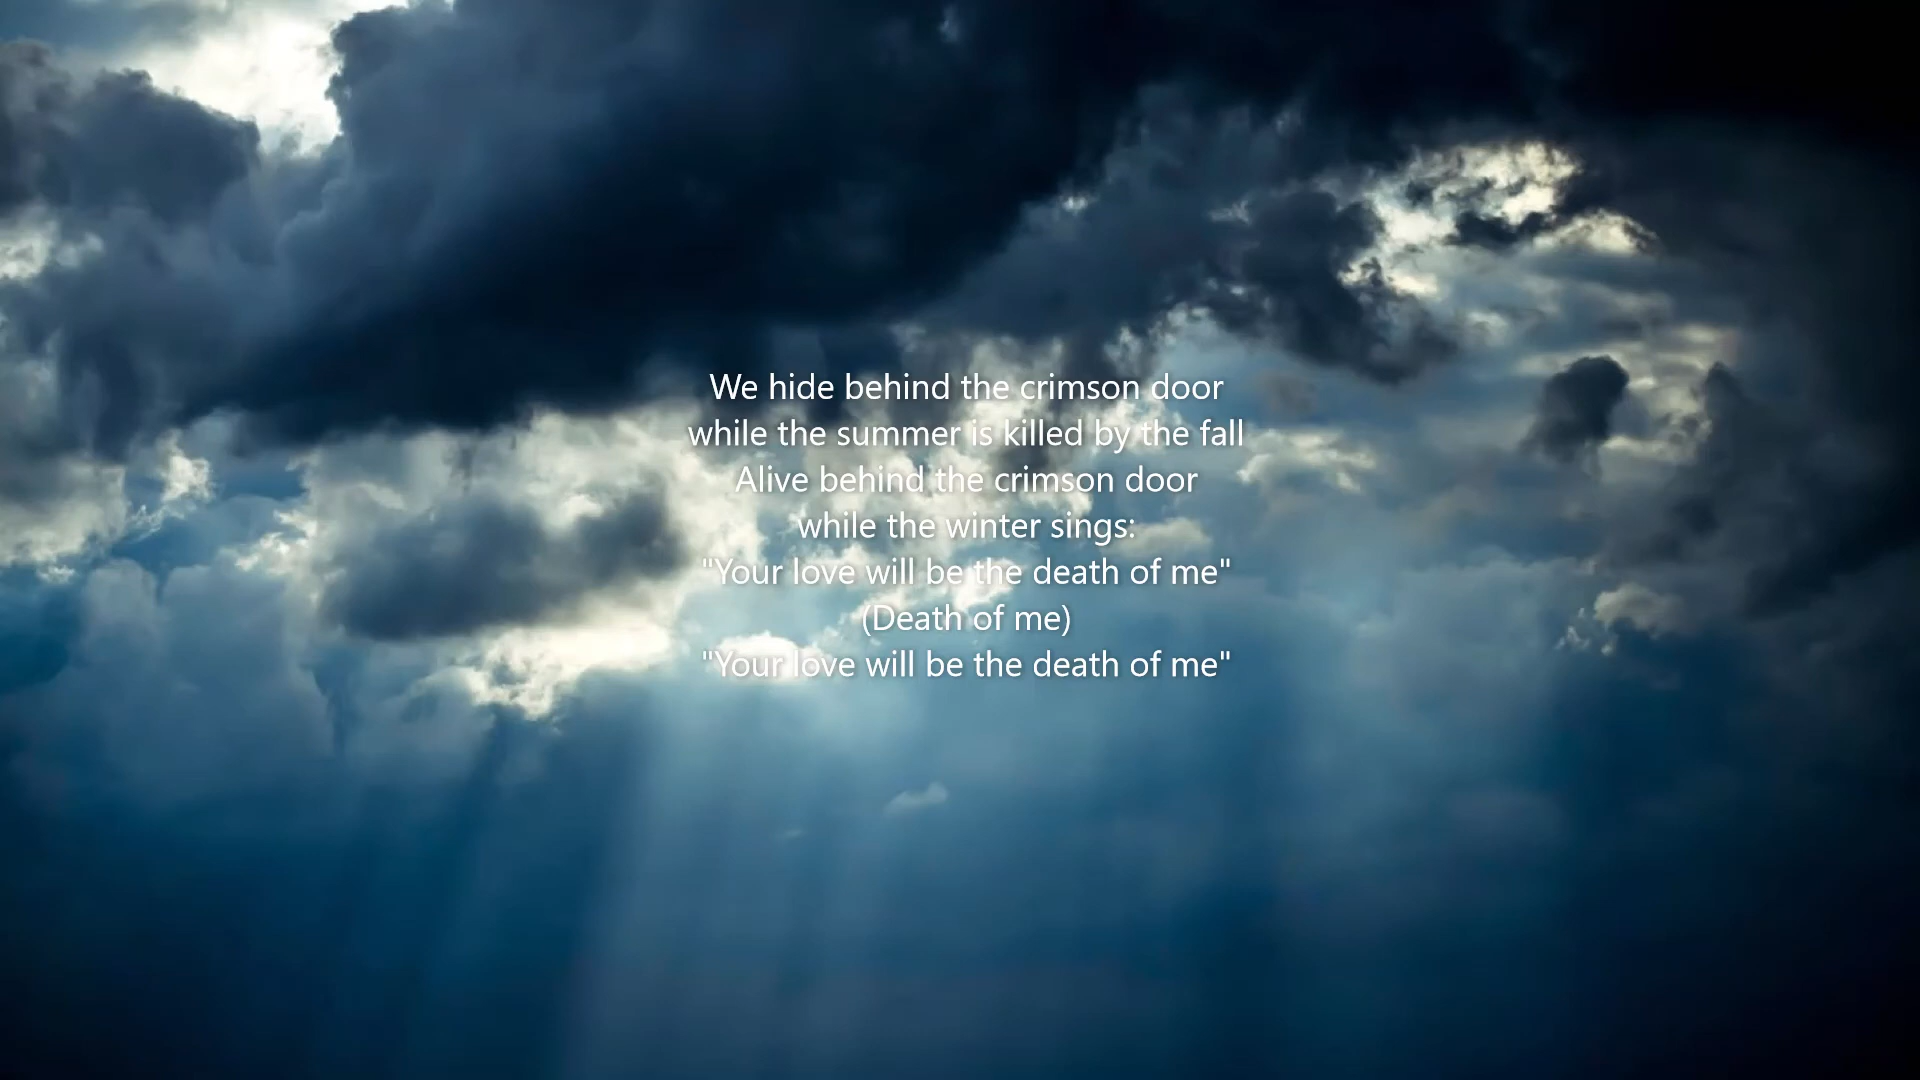 We hide behind the crimson door
while the summer is killed by the fall
Alive behind the crimson door
while the winter sings:
"Your love will be the death of me"
(Death of me)
"Your love will be the death of me"